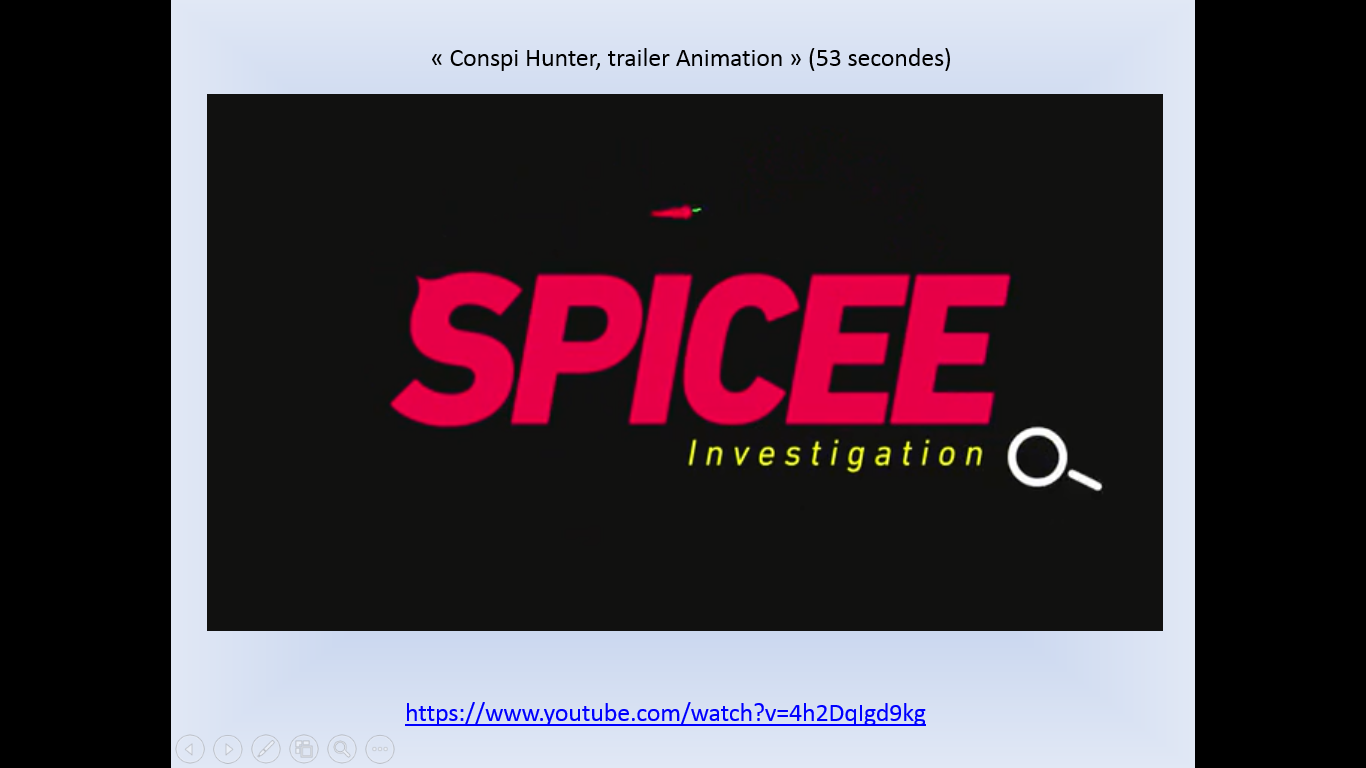 « Conspi Hunter, trailer Animation » (53 secondes)
SPICEE
Investigation
https://www.youtube.com/watch?v=4h2DqIgd9kg